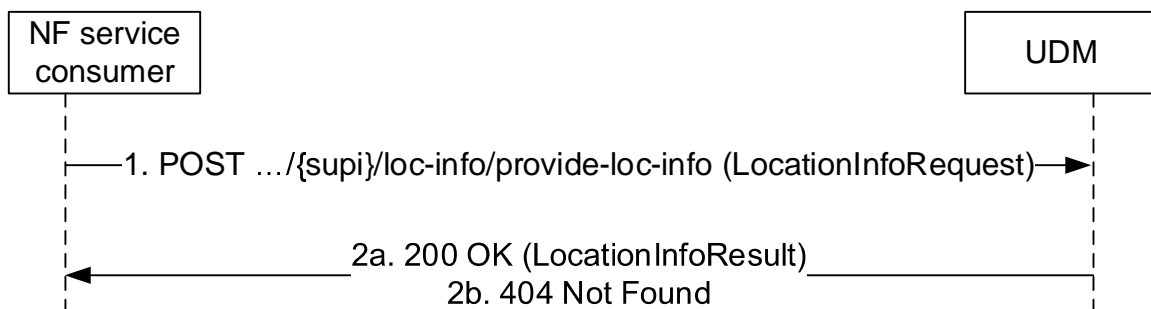 NF service
consumer
UDM
1. POST …/{supi}/loc-info/provide-loc-info (LocationInfoRequest)
2a. 200 OK (LocationInfoResult)
2b. 404 Not Found